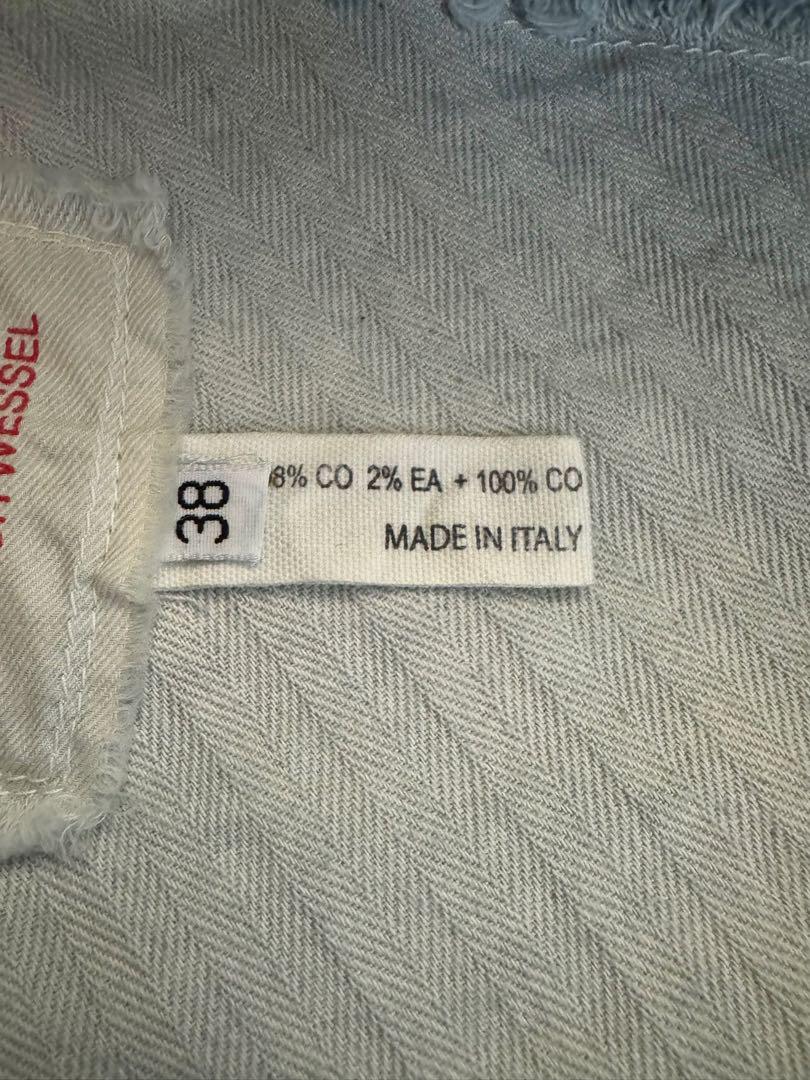 WESSEL
38
8% CO 2% EA + 100% CO
MADE IN ITALY